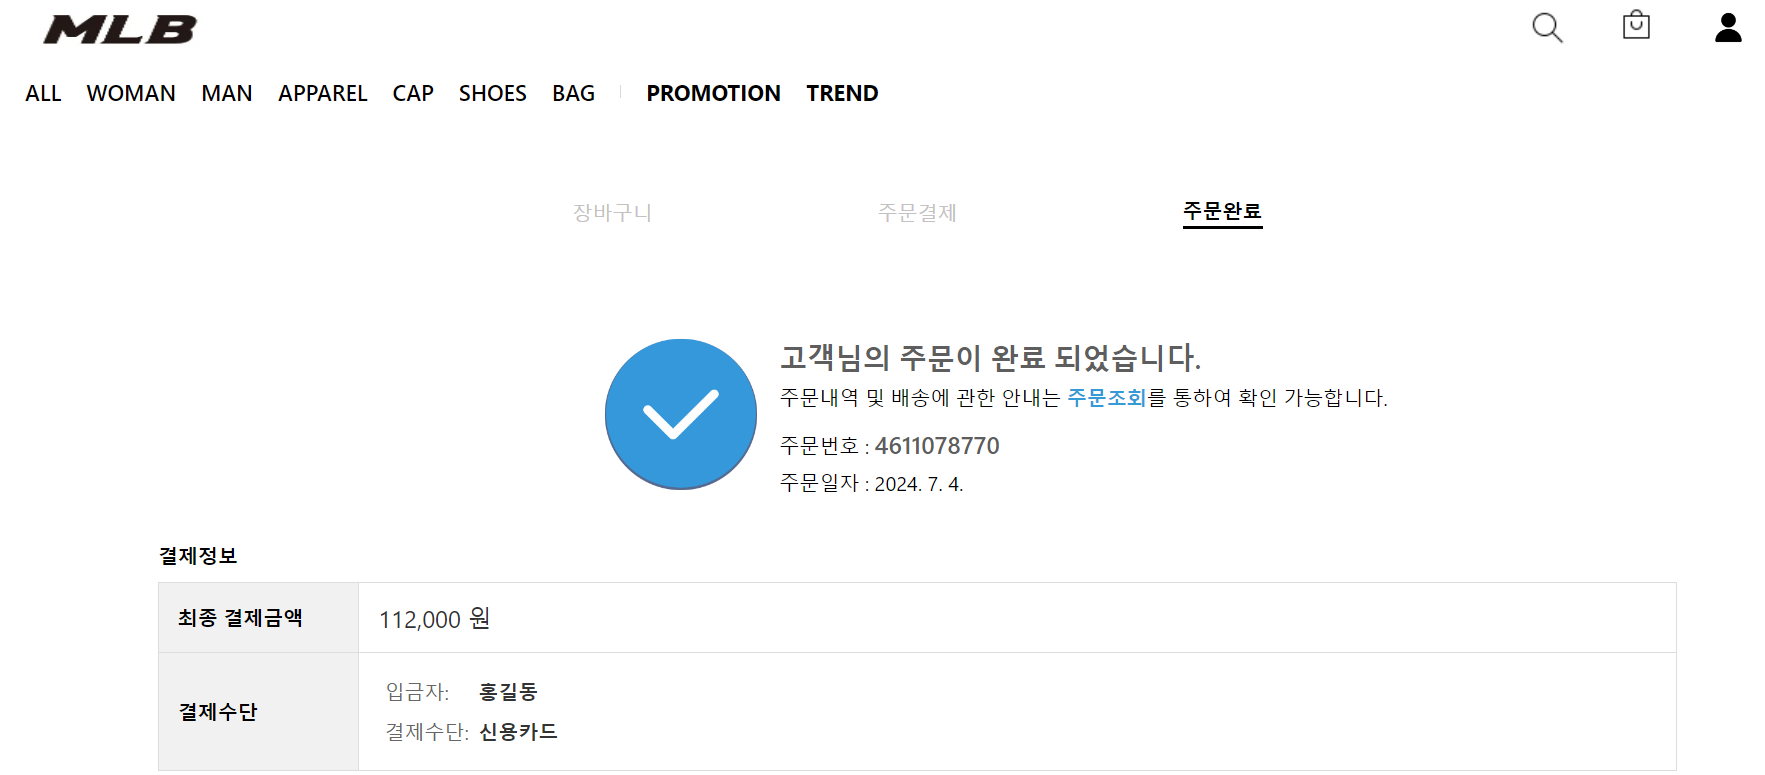 MLB
ALL WOMAN MAN APPAREL CAP SHOES BAG PROMOTION TREND
장바구니 주문결제 주문완료
고객님의 주문이 완료 되었습니다.
주문내역 및 배송에 관한 안내는 주문조회를 통하여 확인 가능합니다.
주문번호 : 4611078770
주문일자 : 2024. 7. 4.
결제정보
최종 결제금액 112,000 원
결제수단
입금자: 홍길동
결제수단: 신용카드